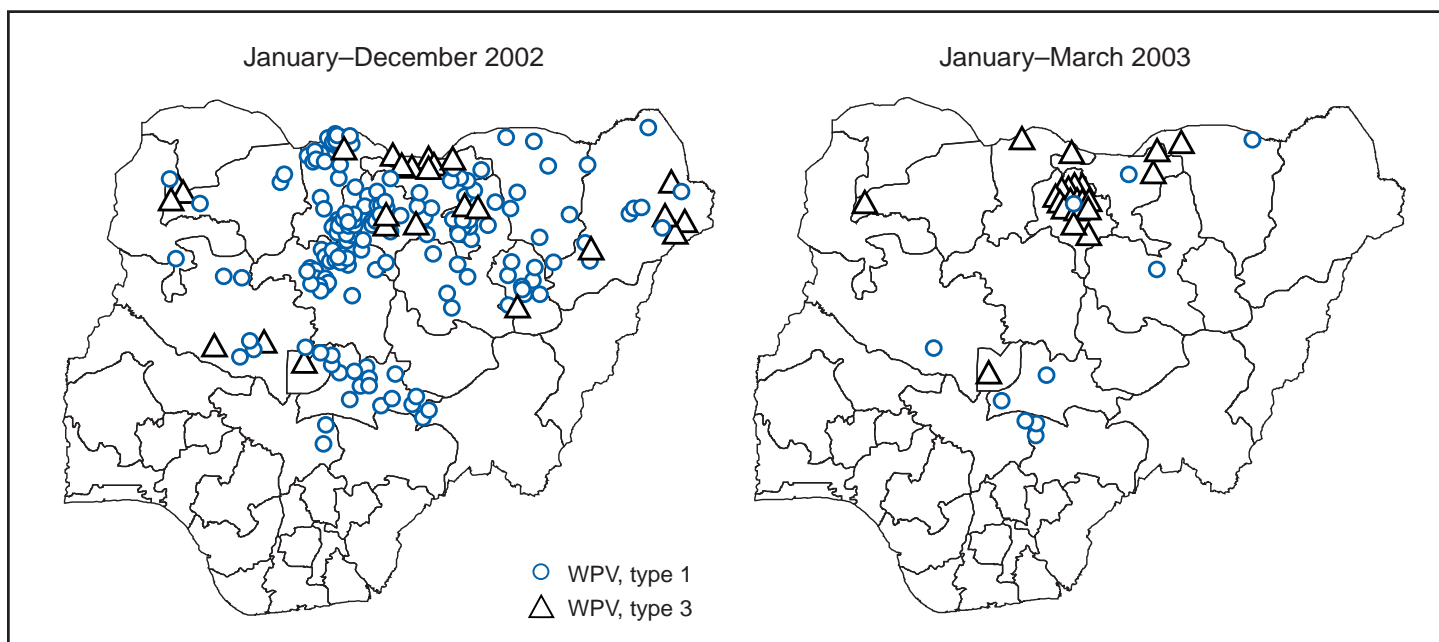 January–December 2002
January–March 2003
WPV, type 1
WPV, type 3